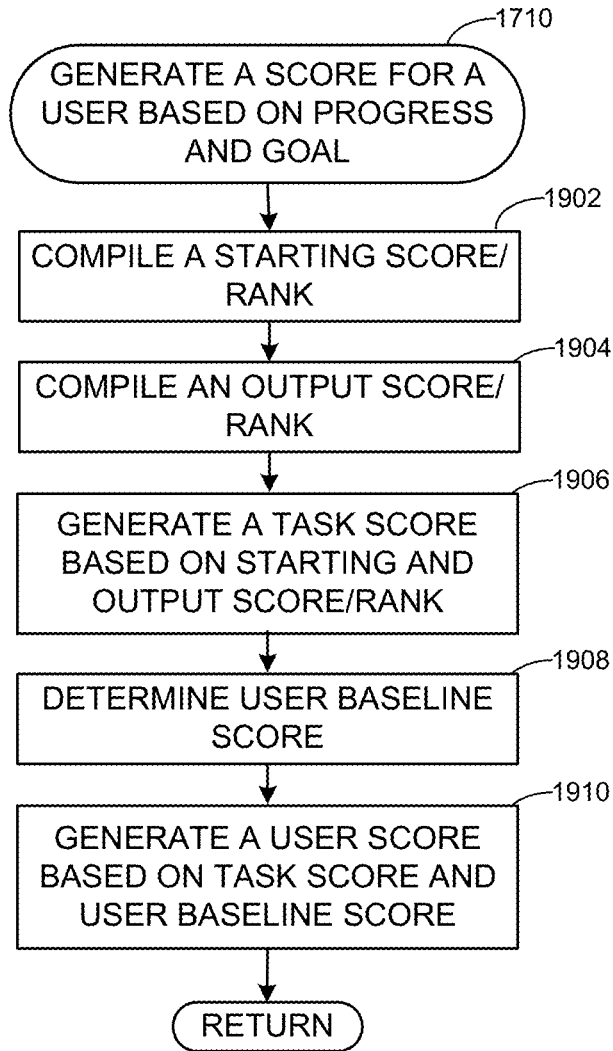 1710
GENERATE A SCORE FOR A
USER BASED ON PROGRESS
AND GOAL
1902
COMPILE A STARTING SCORE/
RANK
1904
COMPILE AN OUTPUT SCORE/
RANK
1906
GENERATE A TASK SCORE
BASED ON STARTING AND
OUTPUT SCORE/RANK
1908
DETERMINE USER BASELINE
SCORE
1910
GENERATE A USER SCORE
BASED ON TASK SCORE AND
USER BASELINE SCORE
RETURN